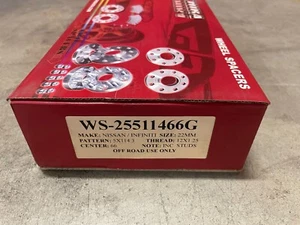 WHEEL SPACERS
WS-25511466G
MAKE: NISSAN / INFINITI SIZE: 22MM
PATTERN: 5X114.3 THREAD: 12X1.25
CENTER: 66 NOTE: INC. STUDS
OFF ROAD USE ONLY